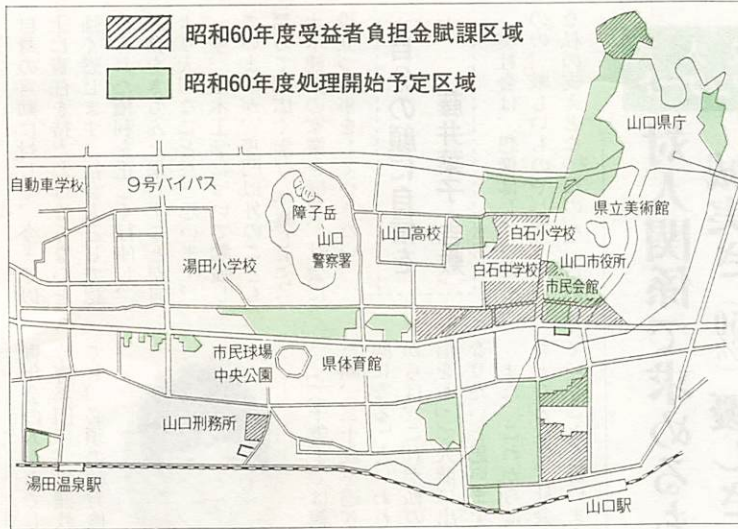 昭和60年度受益者負担金賦課区域
昭和60年度処理開始予定区域
山口県庁
自動車学校
9号バイパス
障子岳
山口
警察署
山口高校
白石小学校
県立美術館
湯田小学校
白石中学校
山口市役所
市民会館
市民球場
中央公園
県体育館
山口刑務所
湯田温泉駅
山口駅